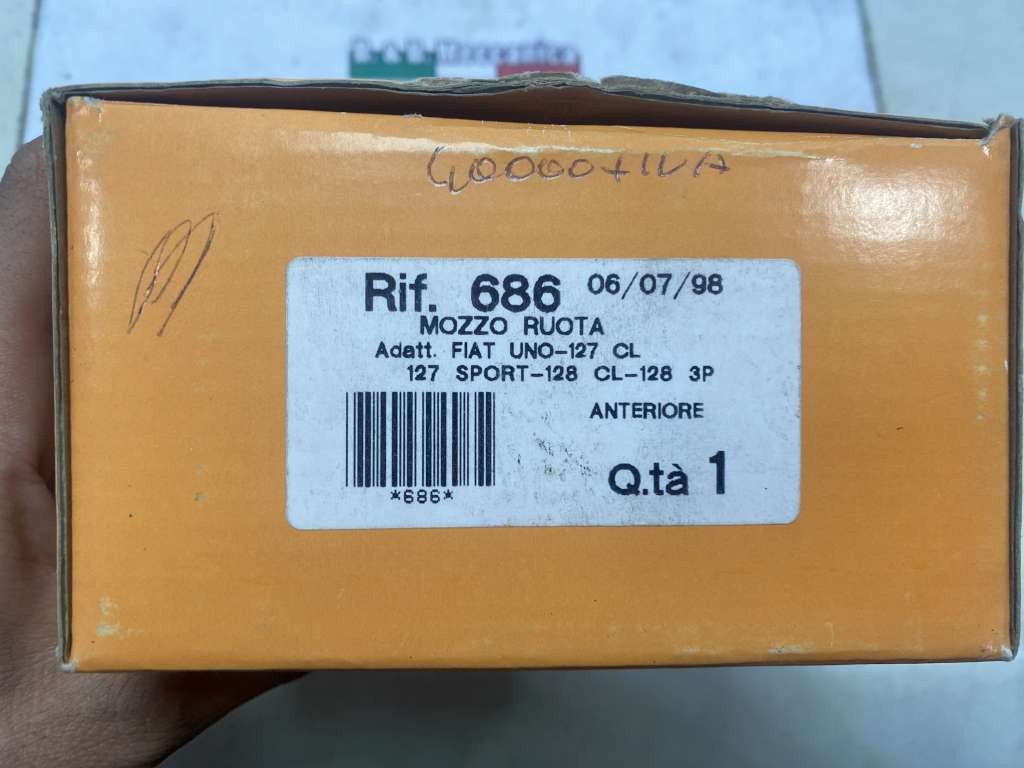 Meccanica
40000+IVA
Rif. 686 06/07/98
MOZZO RUOTA
Adatt. FIAT UNO-127 CL
127 SPORT-128 CL-128 3P
ANTERIORE
*686*
Q.tà 1